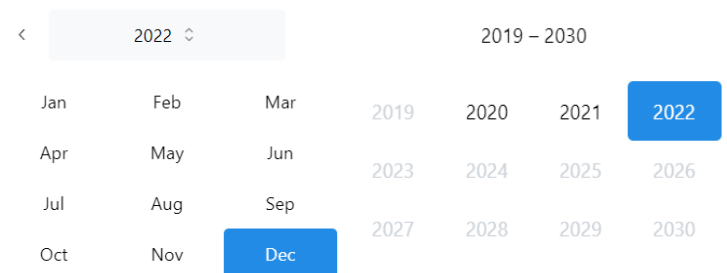 2022
Jan Feb Mar
Apr May Jun
Jul Aug Sep
Oct Nov Dec
2019 – 2030
2019 2020 2021 2022
2023 2024 2025 2026
2027 2028 2029 2030